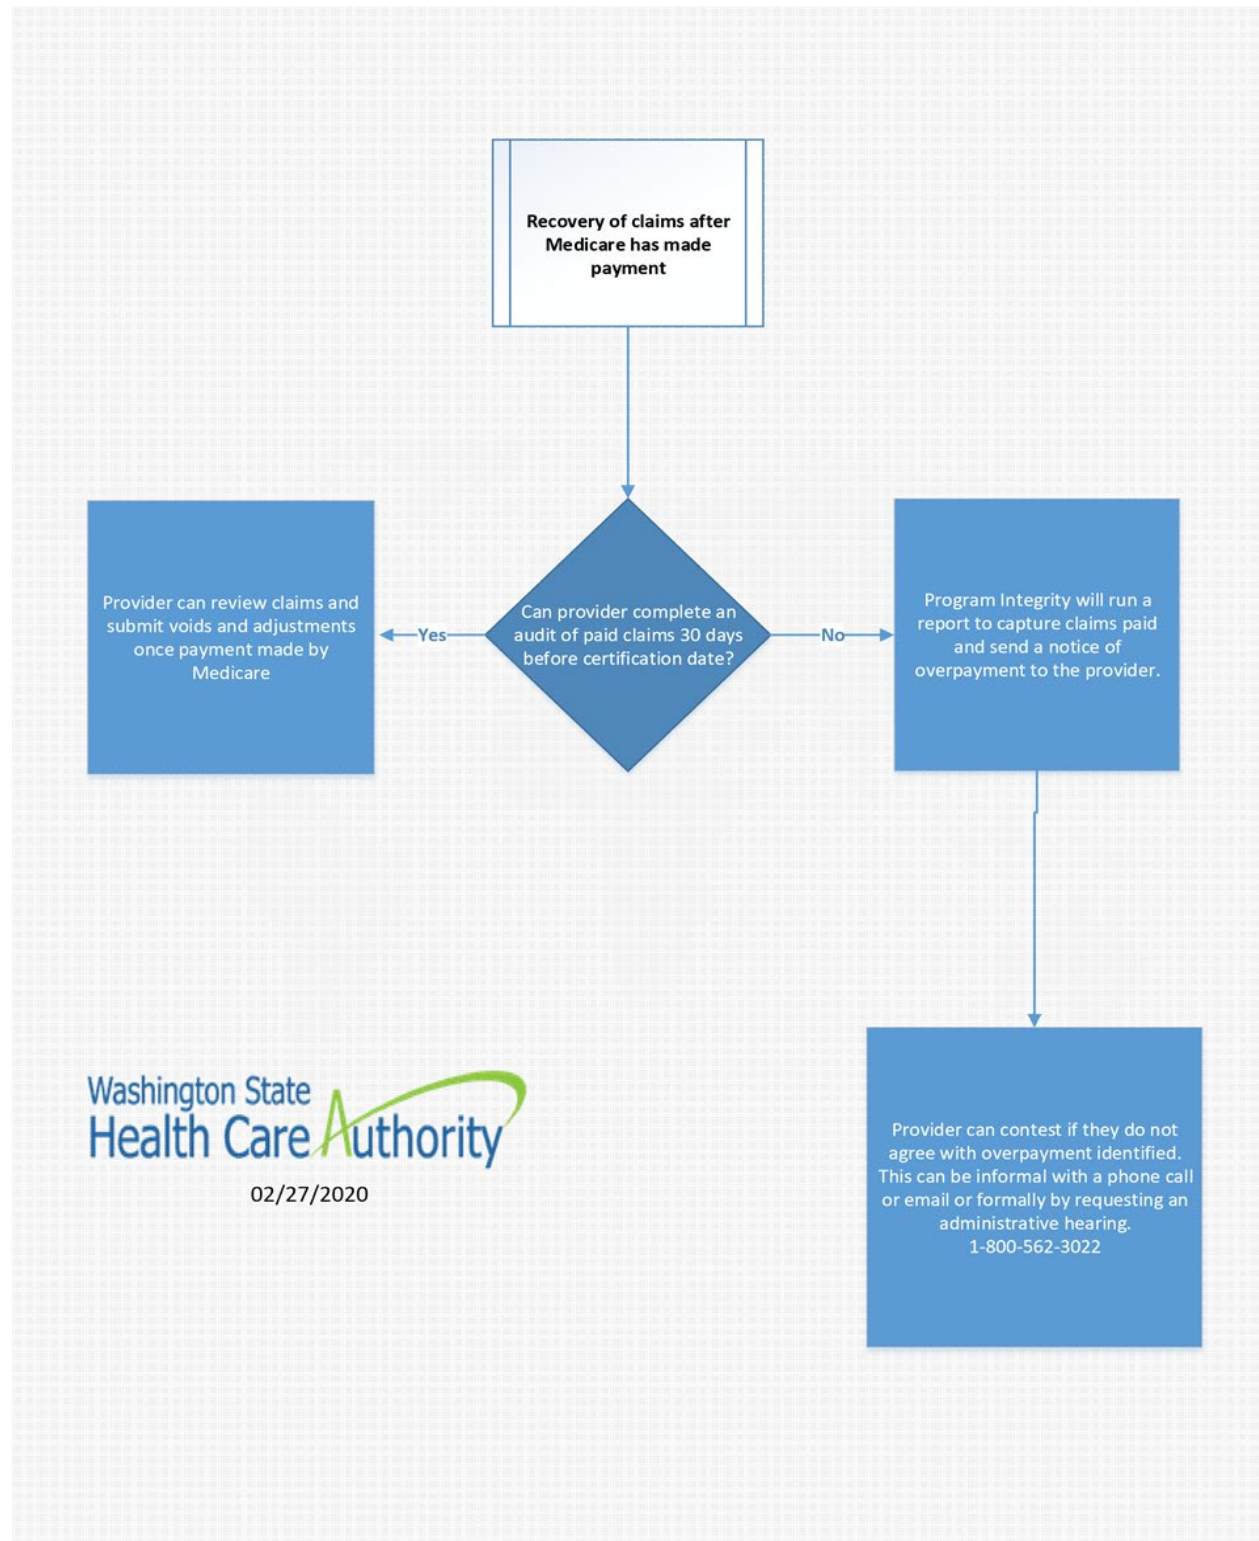 Recovery of claims after
Medicare has made
payment
Provider can review claims and
submit voids and adjustments
once payment made by
Medicare
Yes
Can provider complete an
audit of paid claims 30 days
before certification date?
No
Program Integrity will run a
report to capture claims paid
and send a notice of
overpayment to the provider.
Washington State
Health Care Authority
02/27/2020
Provider can contest if they do not
agree with overpayment identified.
This can be informal with a phone call
or email or formally by requesting an
administrative hearing.
1-800-562-3022